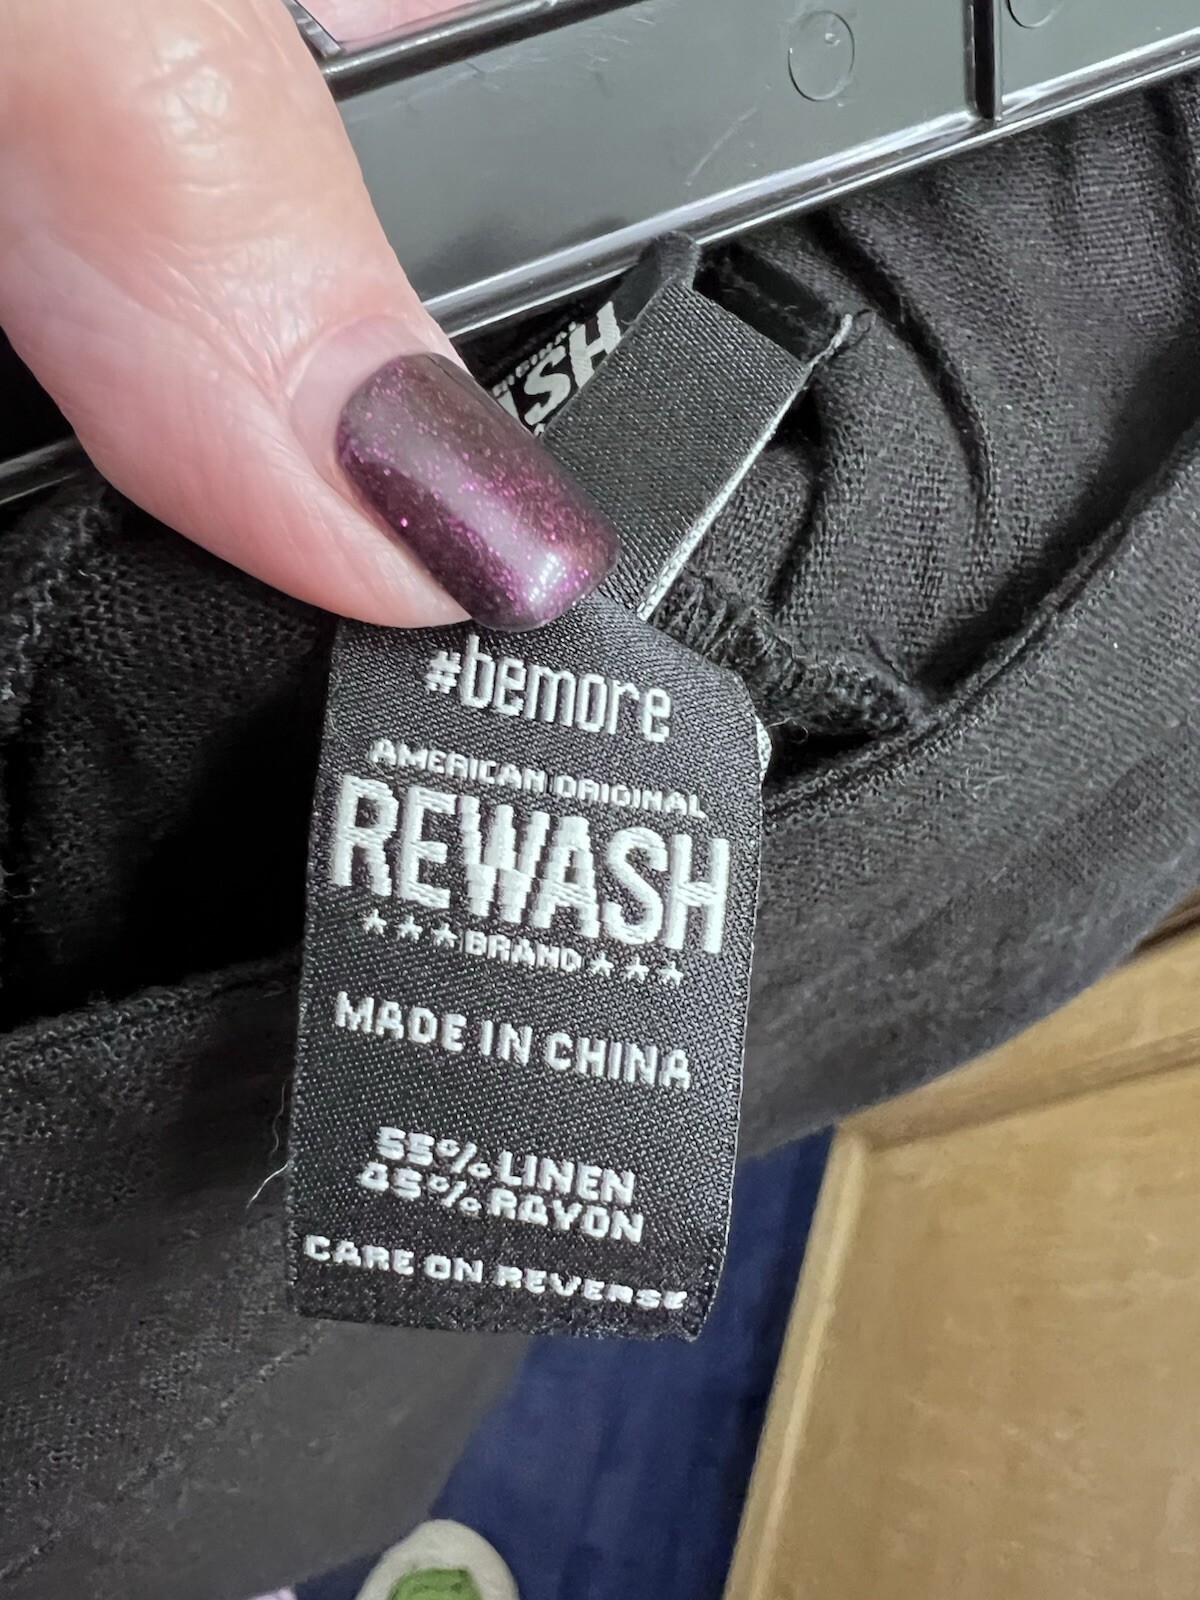 #bemore
AMERICAN ORIGINAL
REWASH
★★★BRAND★★★
MADE IN CHINA
55% LINEN
45% RAYON
CARE ON REVERSE